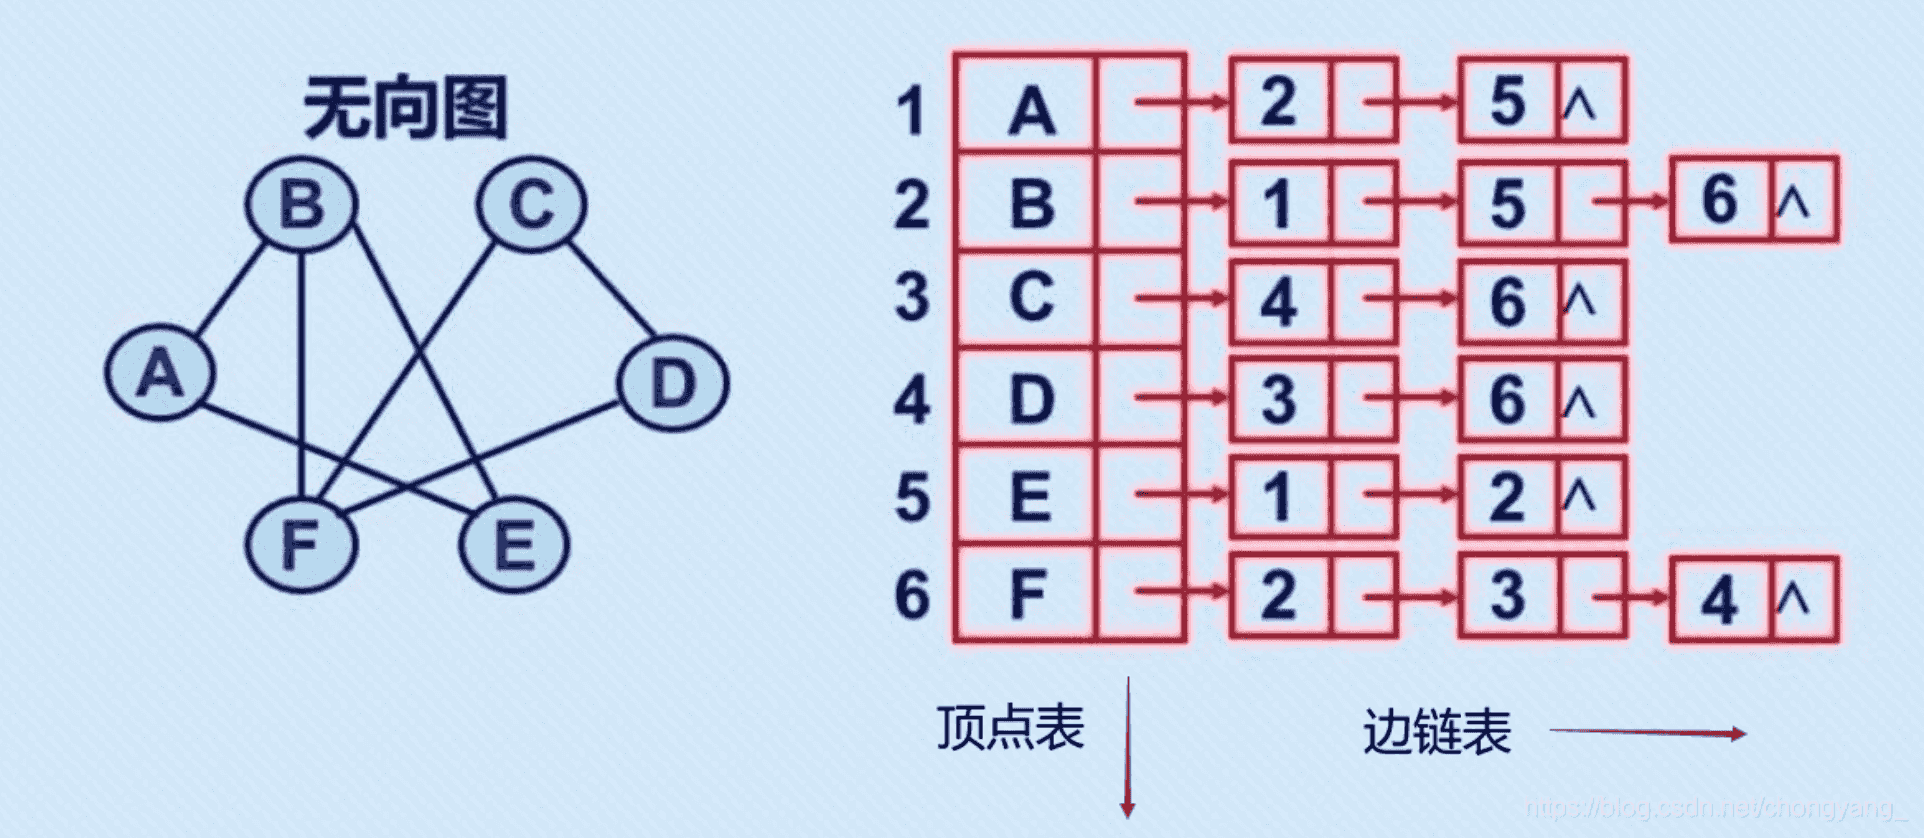 无向图
B C
A D
F E
1 A 2 5 ^
2 B 1 5 6 ^
3 C 4 6 ^
4 D 3 6 ^
5 E 1 2 ^
6 F 2 3 4 ^
顶点表 边链表
https://blog.csdn.net/chongyang_